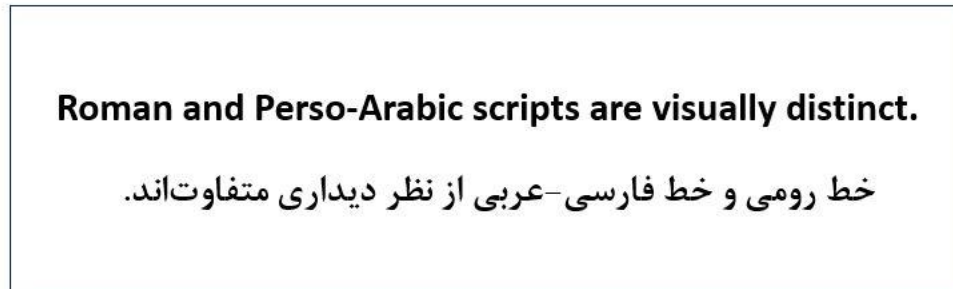 Roman and Perso-Arabic scripts are visually distinct.
خط رومی و خط فارسی–عربی از نظر دیداری متفاوت‌اند.